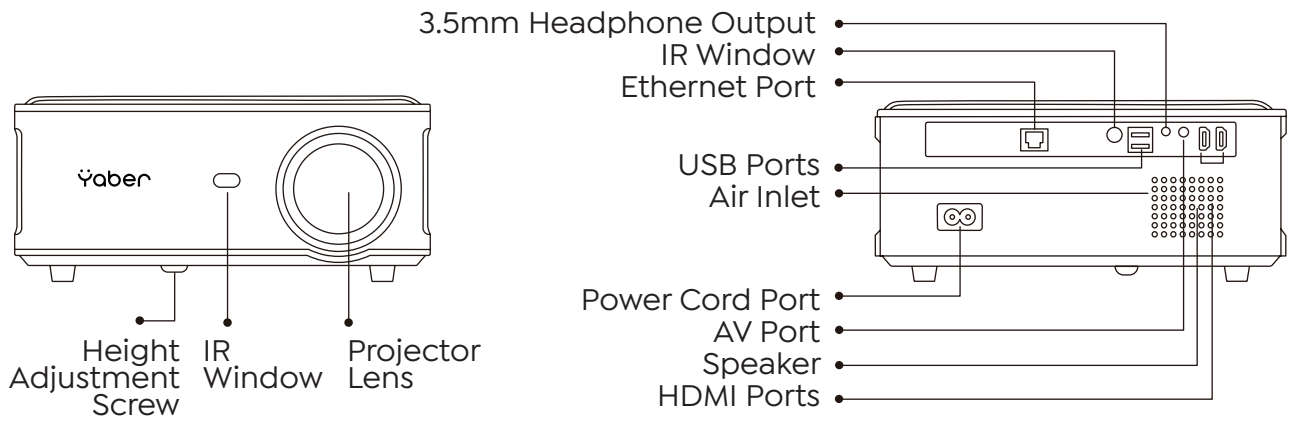 3.5mm Headphone Output
IR Window
Ethernet Port
Yaber
USB Ports
Air Inlet
Power Cord Port
AV Port
Speaker
HDMI Ports
Height
Adjustment
Screw
IR
Window
Projector
Lens